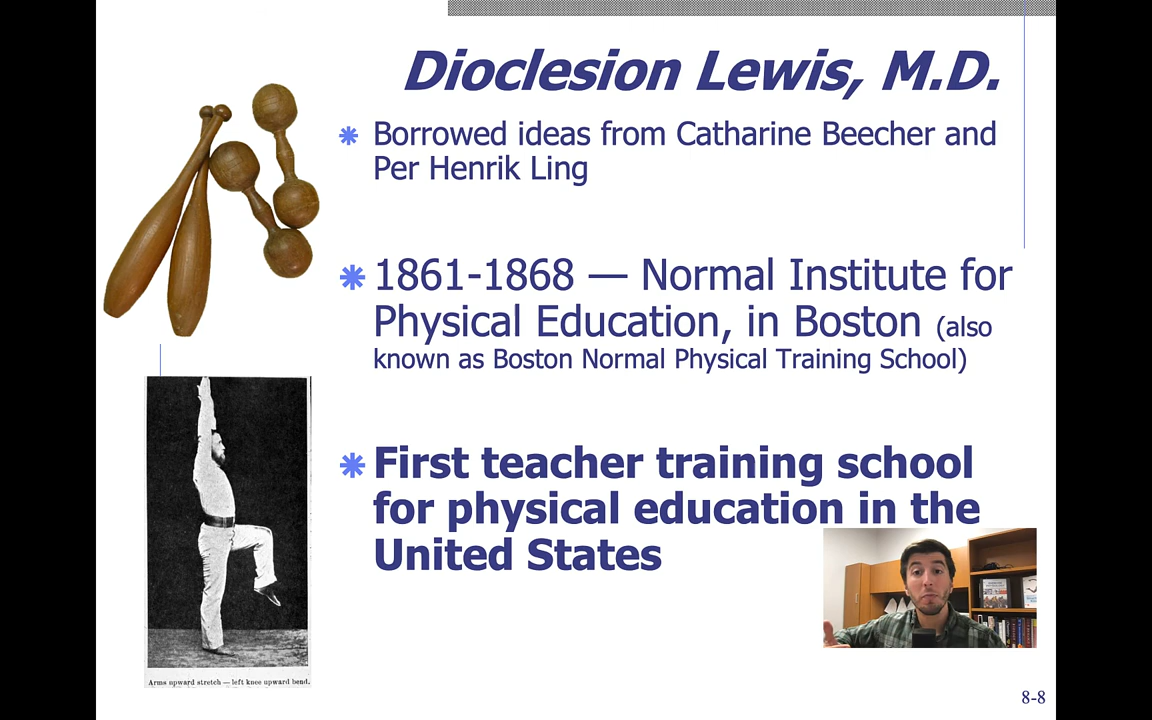 Dioclesion Lewis, M.D.
Borrowed ideas from Catharine Beecher and
Per Henrik Ling
1861-1868 — Normal Institute for
Physical Education, in Boston (also
known as Boston Normal Physical Training School)
First teacher training school
for physical education in the
United States
Arms upward stretch — left knee upward bend.
8-8